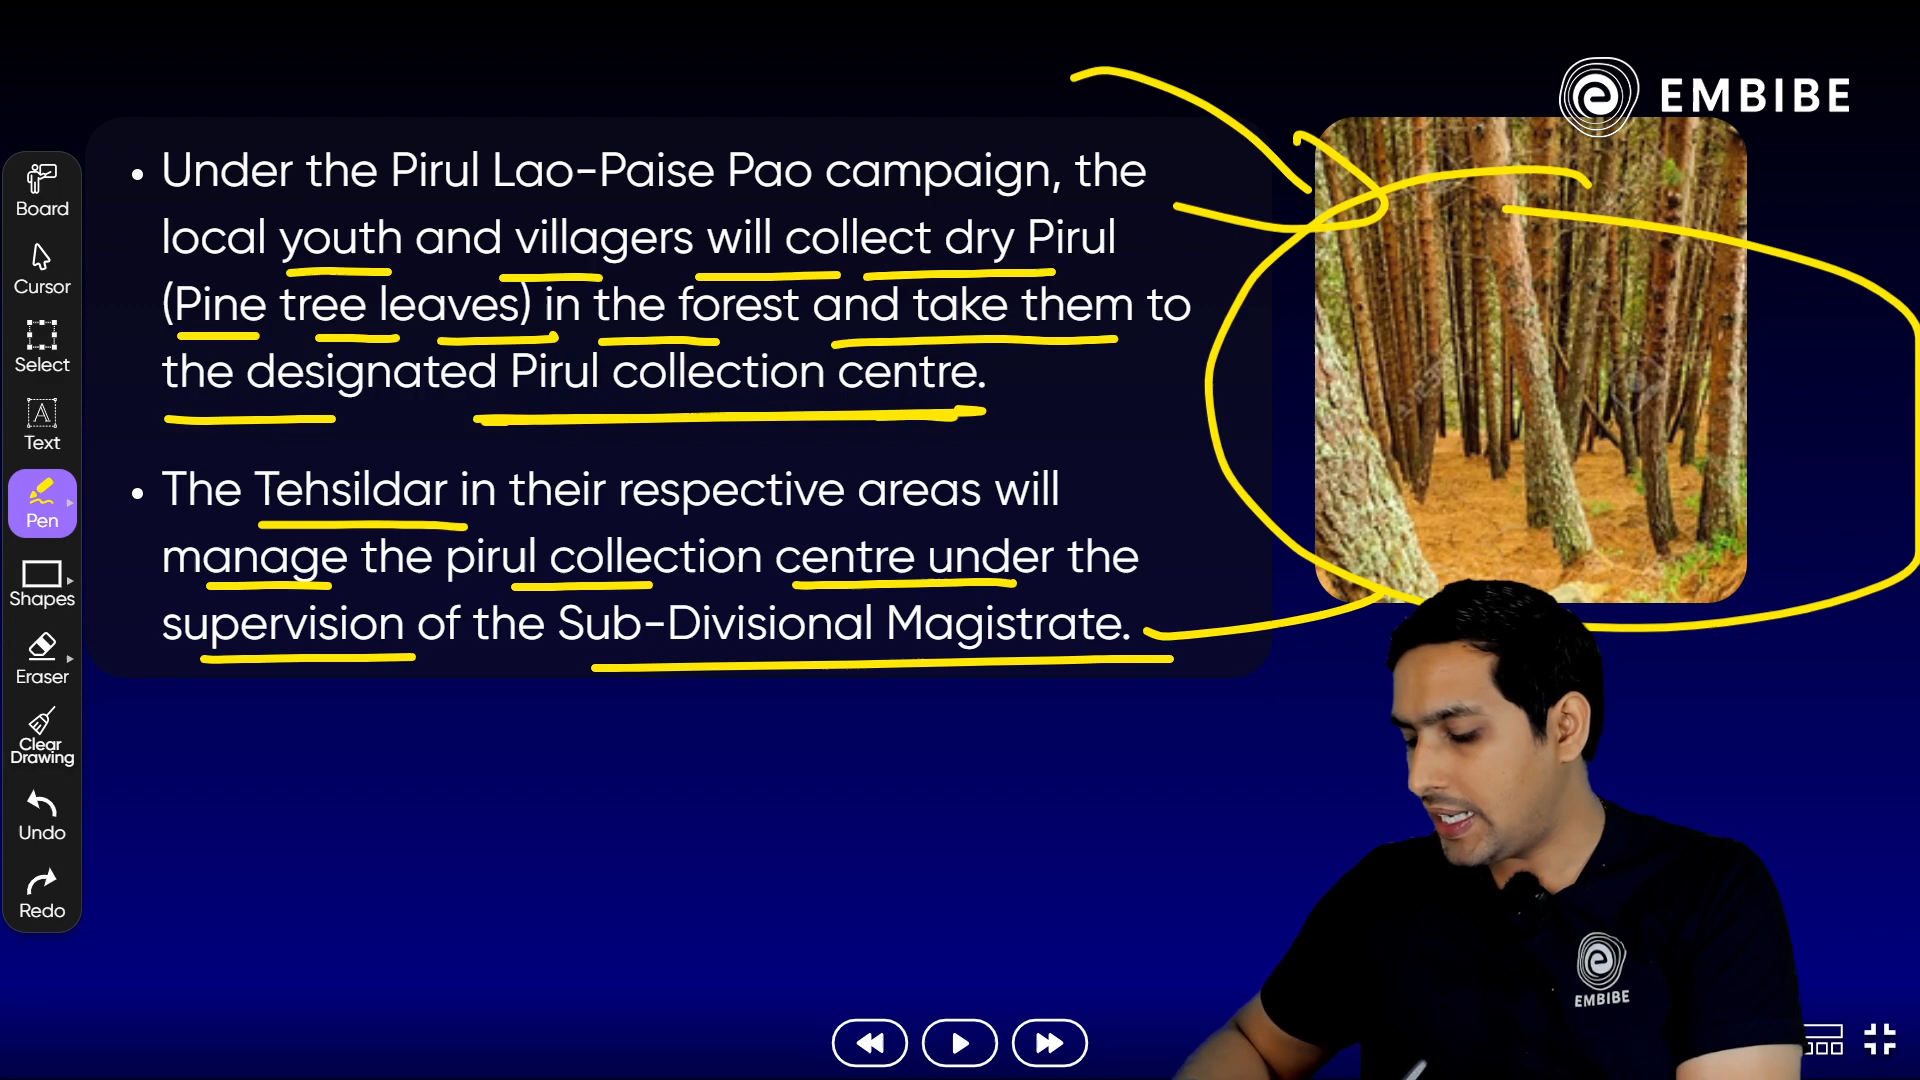 EMBIBE
• Under the Pirul Lao-Paise Pao campaign, the
local youth and villagers will collect dry Pirul
(Pine tree leaves) in the forest and take them to
the designated Pirul collection centre.
• The Tehsildar in their respective areas will
manage the pirul collection centre under the
supervision of the Sub-Divisional Magistrate.
Board
Cursor
Select
A
Text
Pen
Shapes
Eraser
Clear
Drawing
Undo
Redo
EMBIBE